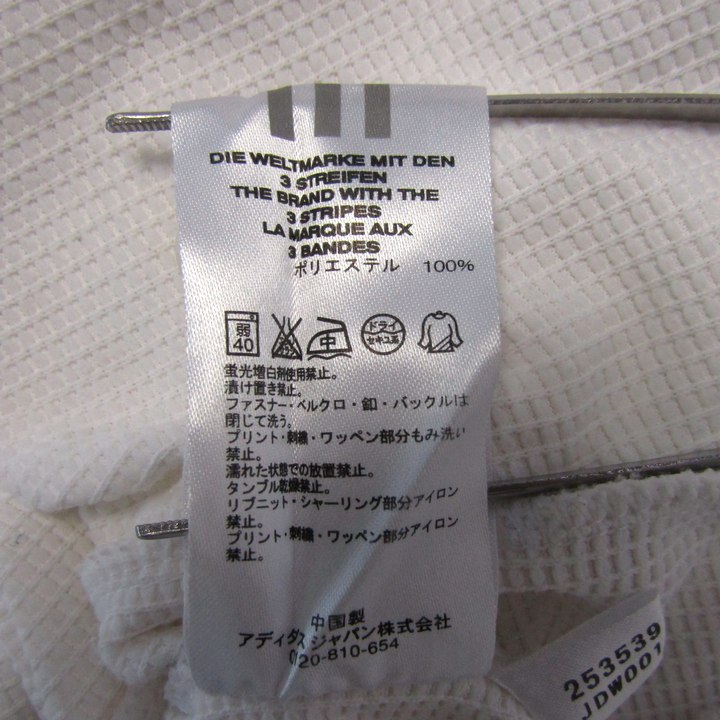 DIE WELTMARKE MIT DEN
3 STREIFEN
THE BRAND WITH THE
3 STRIPES
LA MARQUE AUX
3 BANDES
ポリエステル 100%
弱
40
中
ドライ
セキユ系
蛍光増白剤使用禁止。
漬け置き禁止。
ファスナー・ベルクロ・釦・バックルは
閉じて洗う。
プリント・刺繍・ワッペン部分もみ洗い
禁止。
濡れた状態での放置禁止。
タンブル乾燥禁止。
リブニット・シャーリング部分アイロン
禁止。
プリント・刺繍・ワッペン部分アイロン
禁止。
中国製
アディダスジャパン株式会社
020-810-654
253539
JDW001